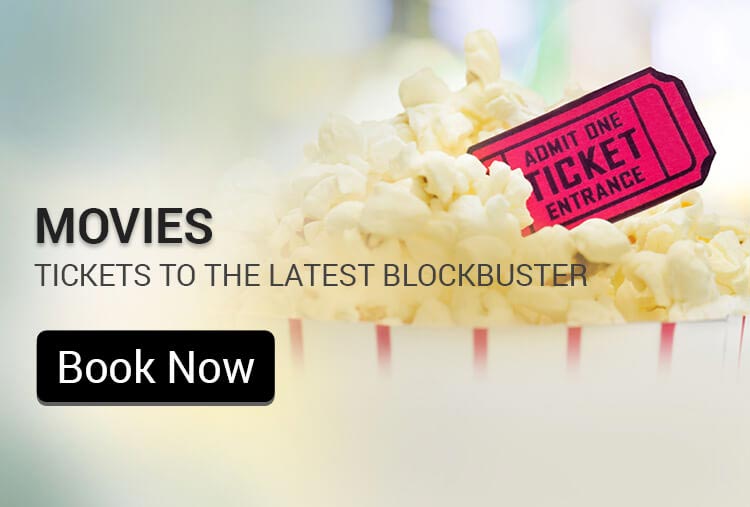 ADMIT ONE
TICKET
ENTRANCE
MOVIES
TICKETS TO THE LATEST BLOCKBUSTER
Book Now